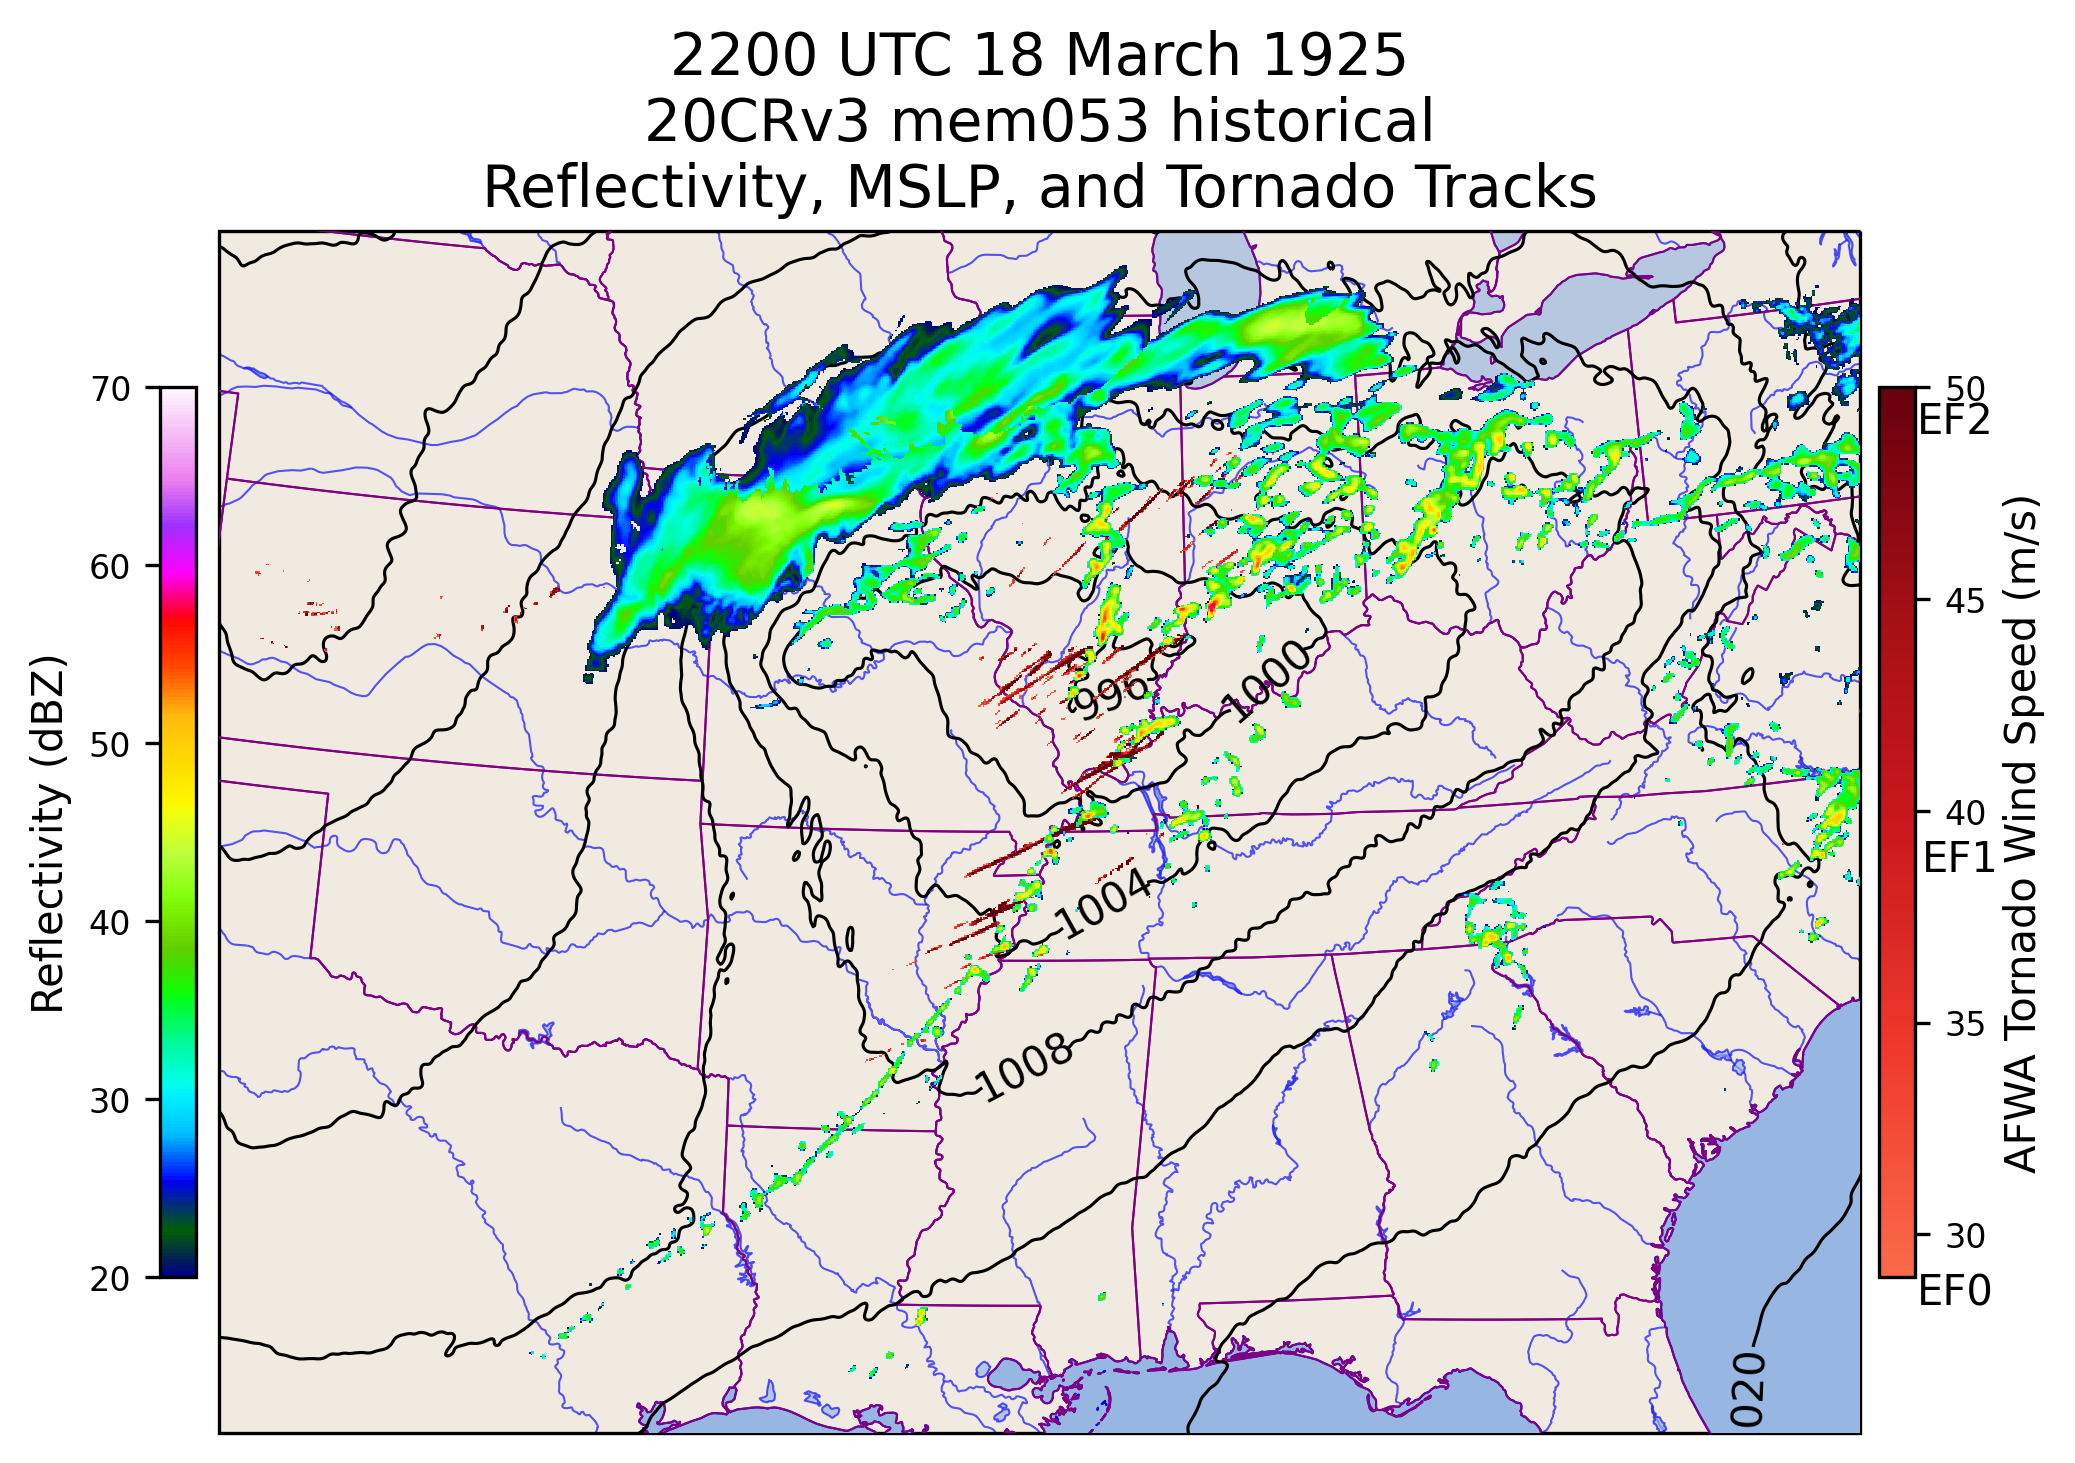 2200 UTC 18 March 1925
20CRv3 mem053 historical
Reflectivity, MSLP, and Tornado Tracks
Reflectivity (dBZ)
70
60
50
40
30
20
996
1000
1004
1008
020
50
EF2
45
40
EF1
35
30
EF0
AFWA Tornado Wind Speed (m/s)